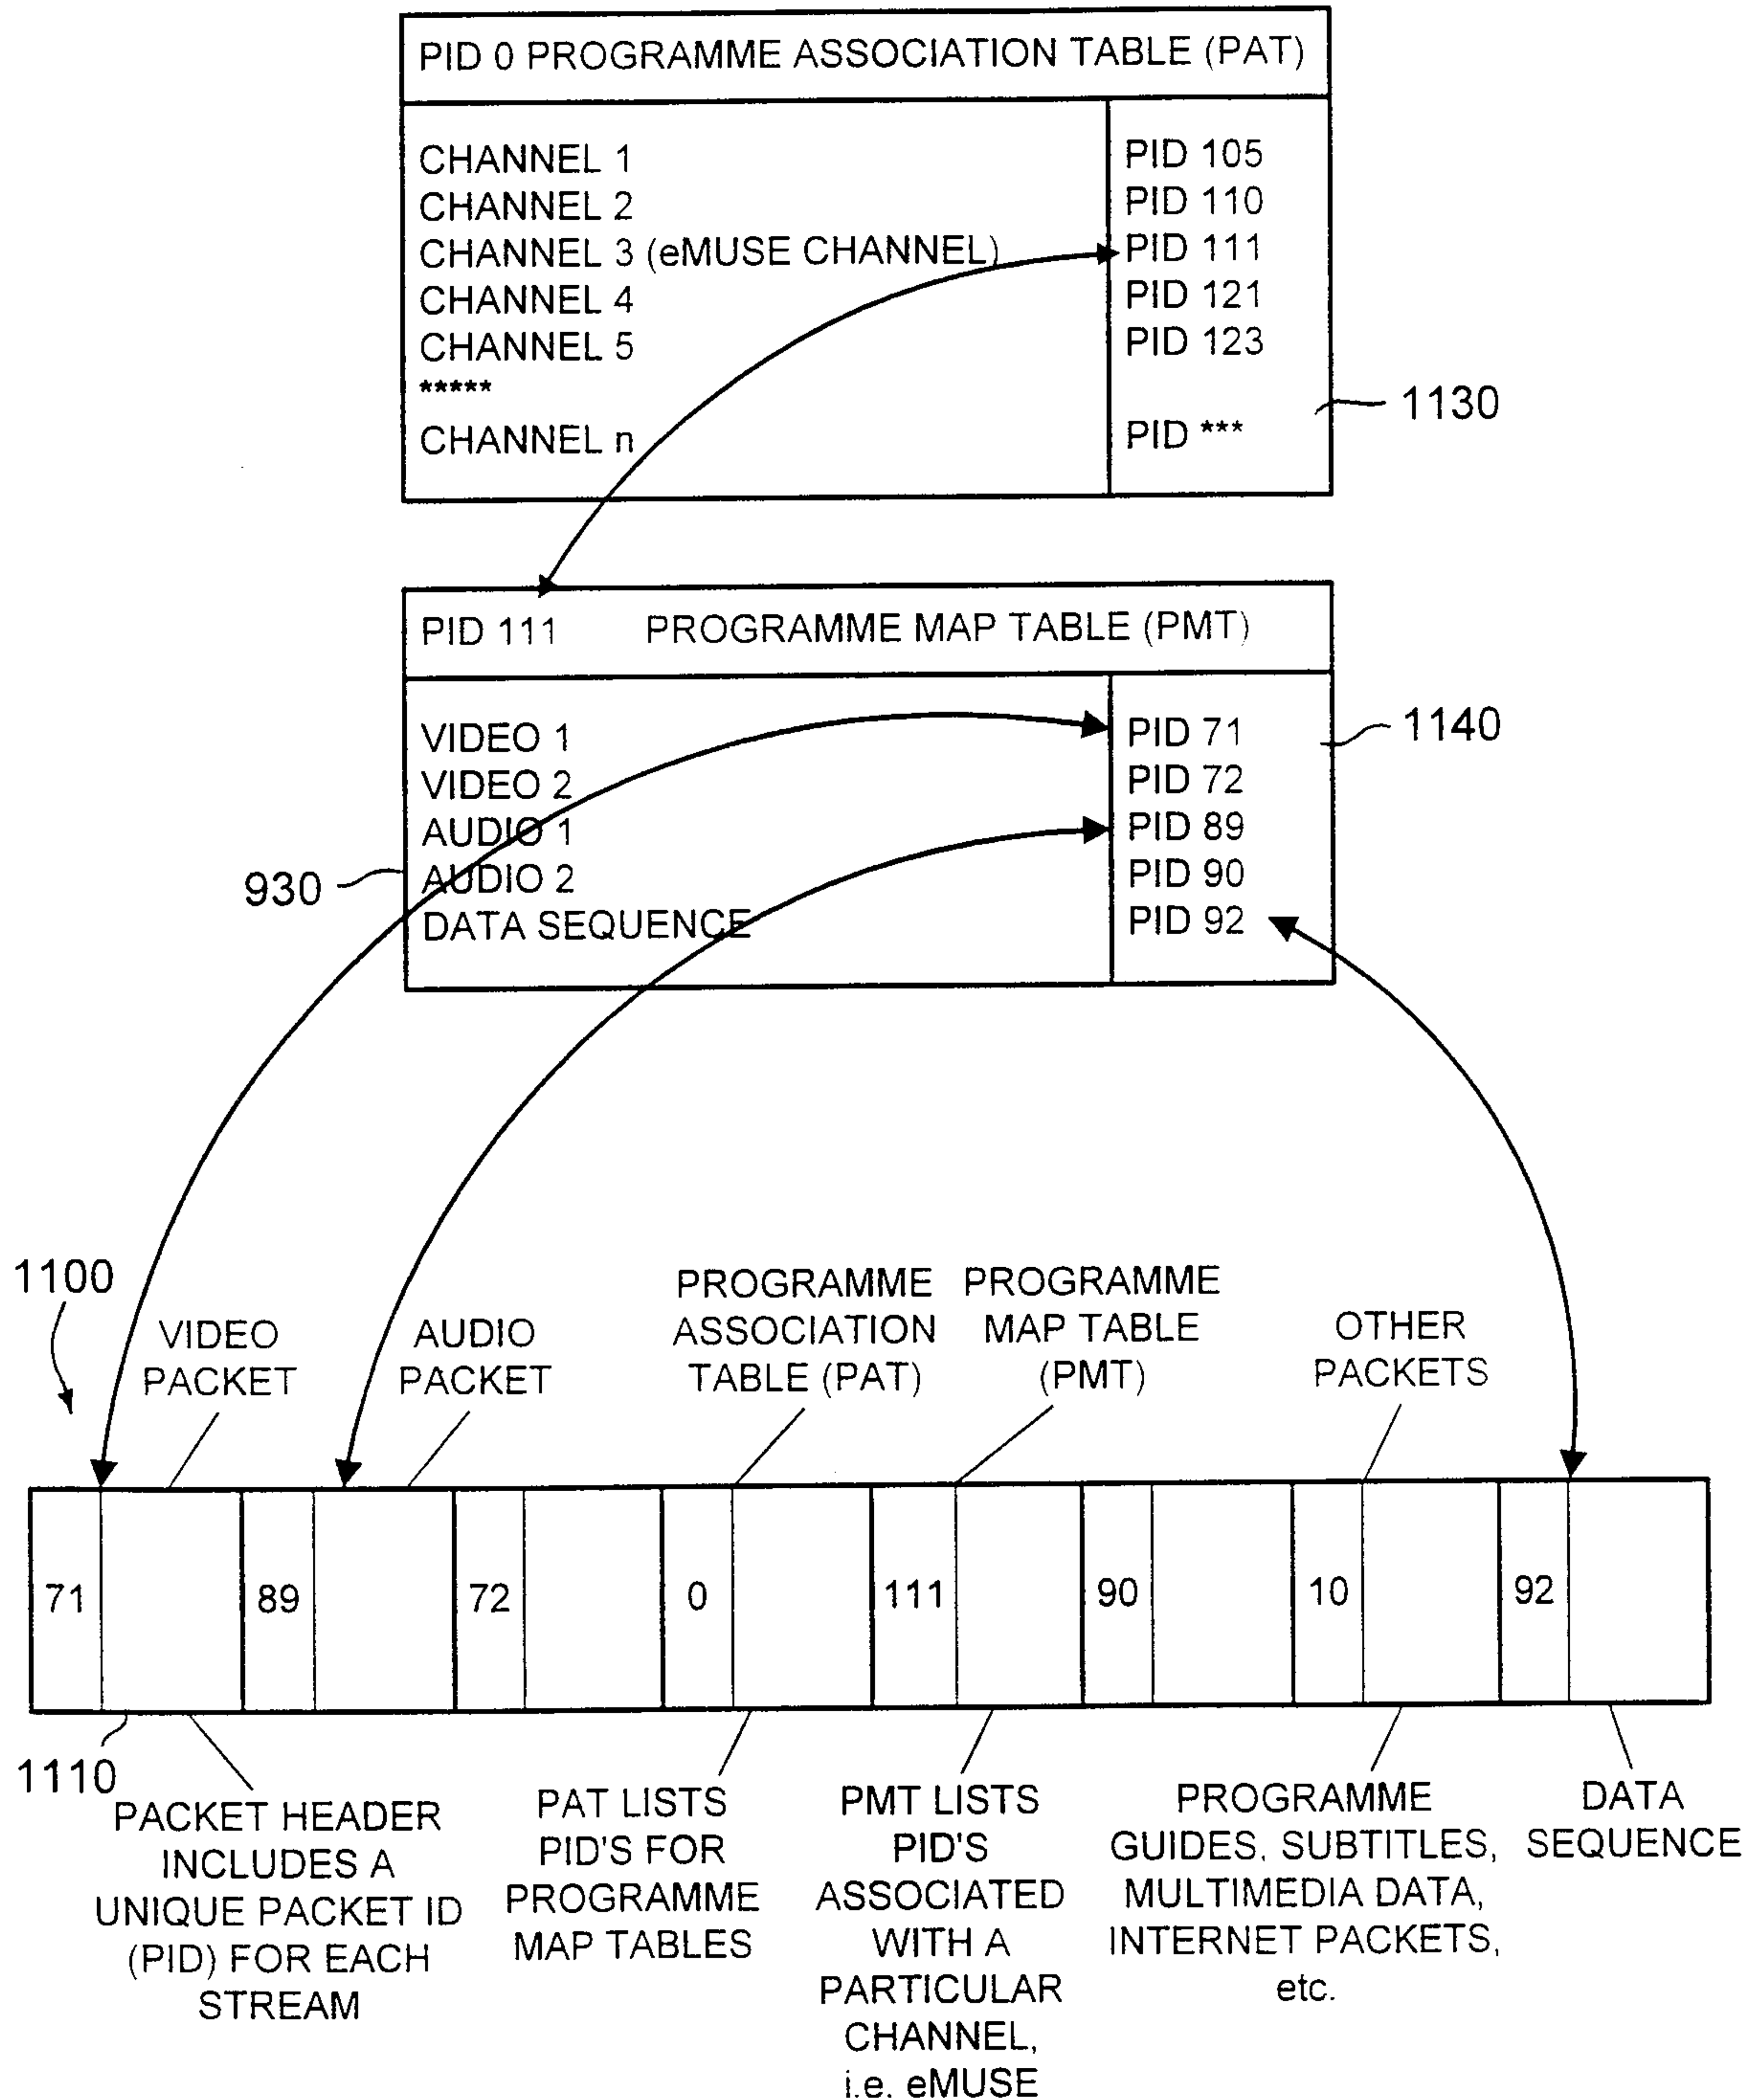 PID 0 PROGRAMME ASSOCIATION TABLE (PAT)
CHANNEL 1 PID 105
CHANNEL 2 PID 110
CHANNEL 3 (eMUSE CHANNEL) PID 111
CHANNEL 4 PID 121
CHANNEL 5 PID 123
*****
CHANNEL n PID ***
1130
PID 111 PROGRAMME MAP TABLE (PMT)
VIDEO 1 PID 71
VIDEO 2 PID 72
AUDIO 1 PID 89
AUDIO 2 PID 90
DATA SEQUENCE PID 92
1140
930
1100
VIDEO
PACKET
AUDIO
PACKET
PROGRAMME
ASSOCIATION
TABLE (PAT)
PROGRAMME
MAP TABLE
(PMT)
OTHER
PACKETS
71 89 72 0 111 90 10 92
1110
PACKET HEADER
INCLUDES A
UNIQUE PACKET ID
(PID) FOR EACH
STREAM
PAT LISTS
PID'S FOR
PROGRAMME
MAP TABLES
PMT LISTS
PID'S
ASSOCIATED
WITH A
PARTICULAR
CHANNEL,
i.e. eMUSE
PROGRAMME
GUIDES, SUBTITLES,
MULTIMEDIA DATA,
INTERNET PACKETS,
etc.
DATA
SEQUENCE